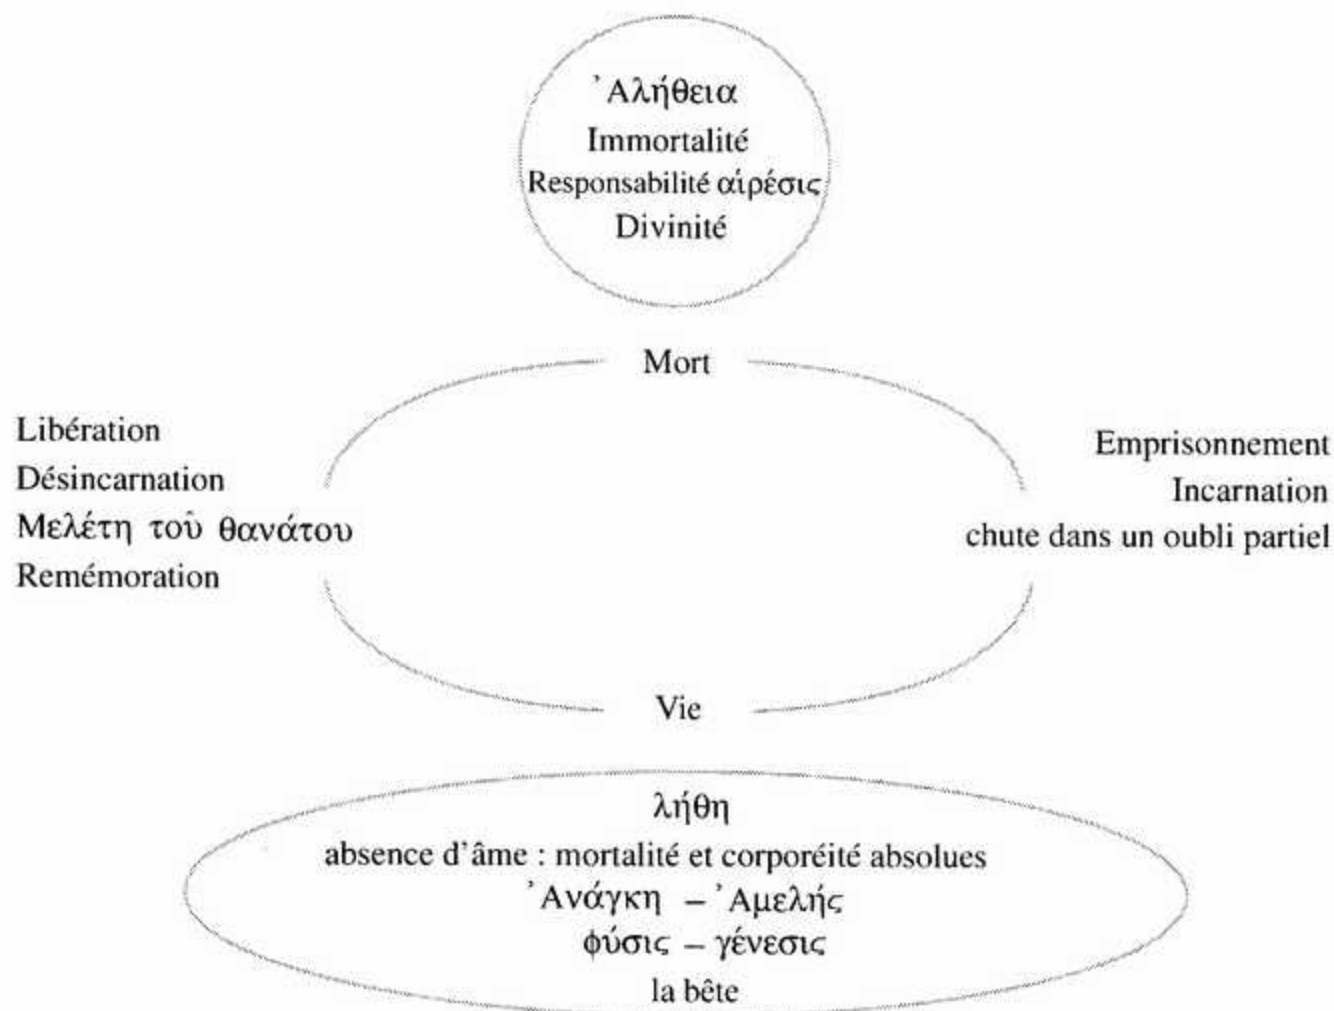 ᾿Αλήθεια
Immortalité
Responsabilité αἱρέσις
Divinité
Mort
Libération
Désincarnation
Μελέτη τοῦ θανάτου
Remémoration
Emprisonnement
Incarnation
chute dans un oubli partiel
Vie
λήθη
absence d'âme : mortalité et corporéité absolues
᾿Ανάγκη – ᾿Αμελής
φύσις – γένεσις
la bête